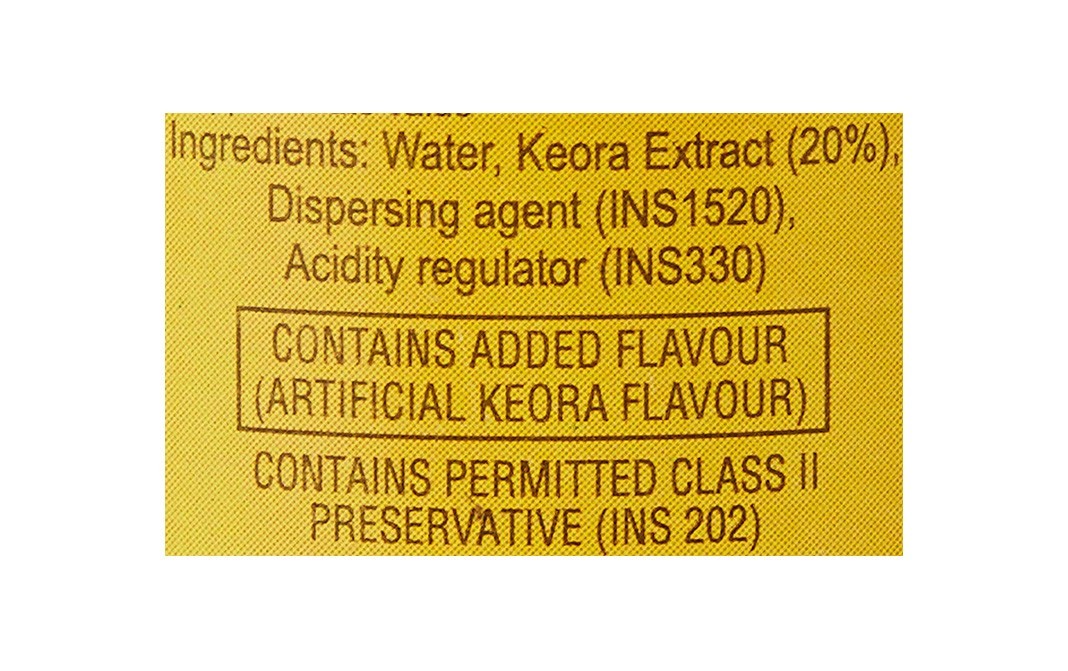 Ingredients: Water, Keora Extract (20%),
Dispersing agent (INS1520),
Acidity regulator (INS330)
CONTAINS ADDED FLAVOUR
(ARTIFICIAL KEORA FLAVOUR)
CONTAINS PERMITTED CLASS II
PRESERVATIVE (INS 202)